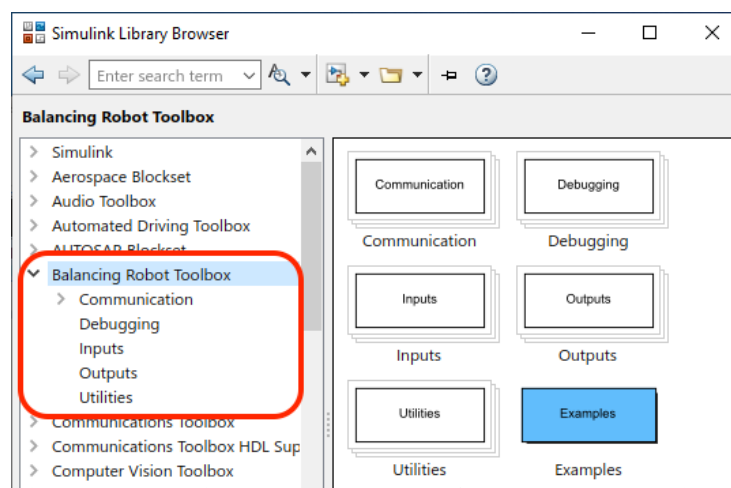 Simulink Library Browser
Enter search term
Balancing Robot Toolbox
Simulink
Aerospace Blockset
Audio Toolbox
Automated Driving Toolbox
AUTOSAR Blockset
Balancing Robot Toolbox
Communication
Debugging
Inputs
Outputs
Utilities
Communications Toolbox
Communications Toolbox HDL Sup
Computer Vision Toolbox
Communication
Debugging
Communication
Debugging
Inputs
Outputs
Inputs
Outputs
Utilities
Examples
Utilities
Examples